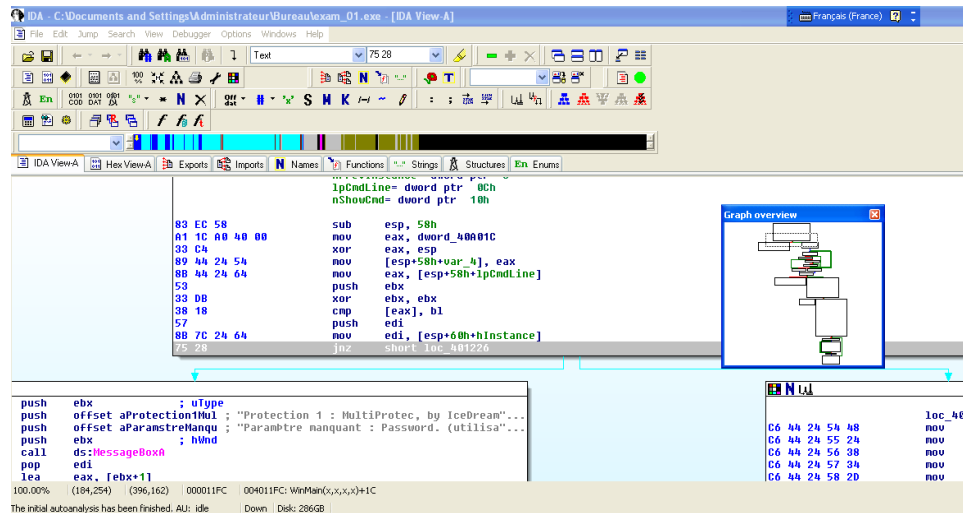 IDA - C:\Documents and Settings\Administrateur\Bureau\exam_01.exe - [IDA View-A]
Français (France)
File Edit Jump Search View Debugger Options Windows Help
Text
75 28
En
IDA View-A Hex View-A Exports Imports N Names Functions Strings Structures En Enums
lpCmdLine= dword ptr 0Ch
nShowCmd= dword ptr 10h
83 EC 58 sub esp, 58h
A1 1C A0 40 00 mov eax, dword_40A01C
33 C4 xor eax, esp
89 44 24 54 mov [esp+58h+var_4], eax
8B 44 24 64 mov eax, [esp+58h+lpCmdLine]
53 push ebx
33 DB xor ebx, ebx
38 18 cmp [eax], bl
57 push edi
8B 7C 24 64 mov edi, [esp+60h+hInstance]
75 28 jnz short loc_401226
Graph overview
push ebx ; uType
push offset aProtection1Mul ; "Protection 1 : MultiProtec, by IceDream"...
push offset aParamstreManqu ; "ParamÞtre manquant : Password. (utilisa"...
push ebx ; hWnd
call ds:MessageBoxA
pop edi
lea eax, [ebx+1]
loc_40
C6 44 24 54 48 mov
C6 44 24 55 24 mov
C6 44 24 56 38 mov
C6 44 24 57 34 mov
C6 44 24 58 2D mov
100.00% (184,254) (396,162) 000011FC 004011FC: WinMain(x,x,x,x)+1C
The initial autoanalysis has been finished. AU: idle Down Disk: 286GB